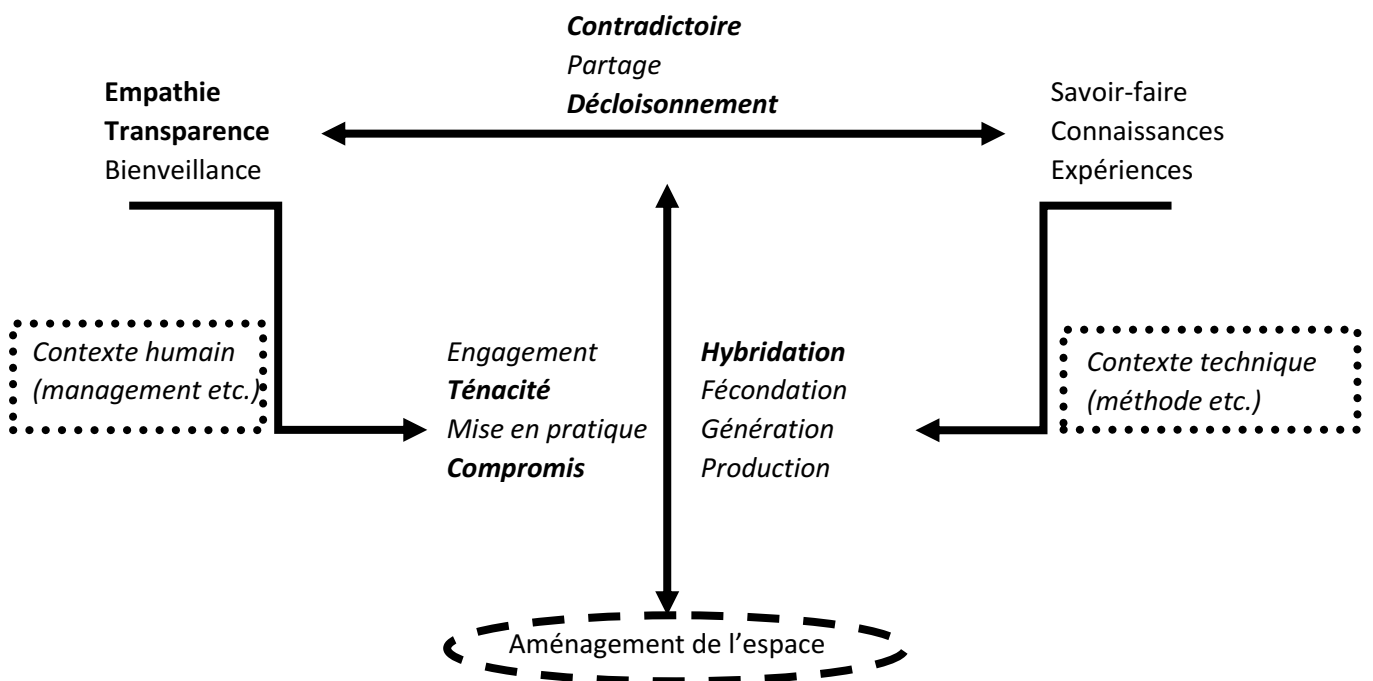 Contradictoire
Partage
Décloisonnement
Empathie
Transparence
Bienveillance
Savoir-faire
Connaissances
Expériences
Contexte humain
(management etc.)
Engagement
Ténacité
Mise en pratique
Compromis
Hybridation
Fécondation
Génération
Production
Contexte technique
(méthode etc.)
Aménagement de l’espace